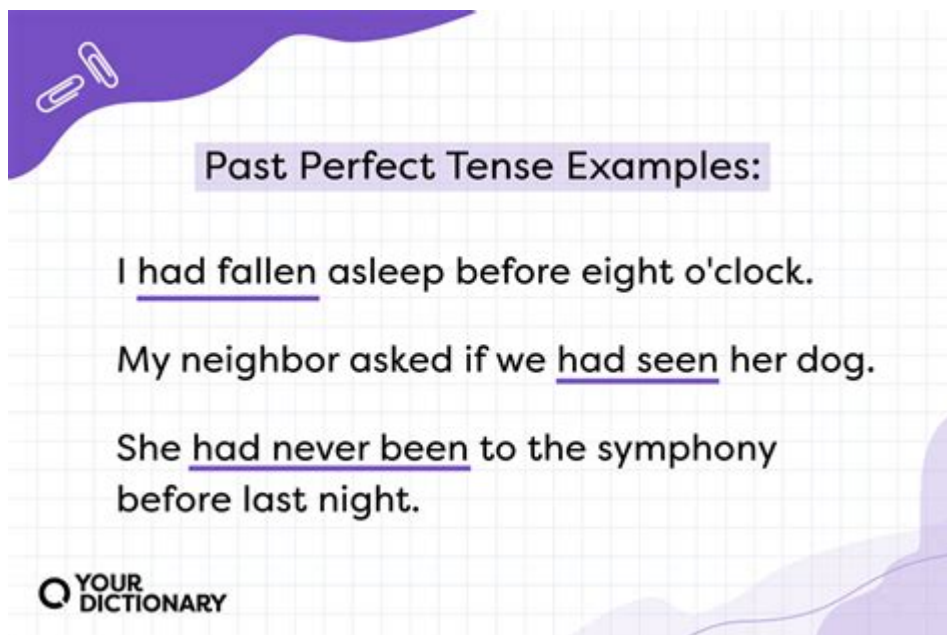 Past Perfect Tense Examples:
I had fallen asleep before eight o'clock.
My neighbor asked if we had seen her dog.
She had never been to the symphony
before last night.
YOUR
DICTIONARY